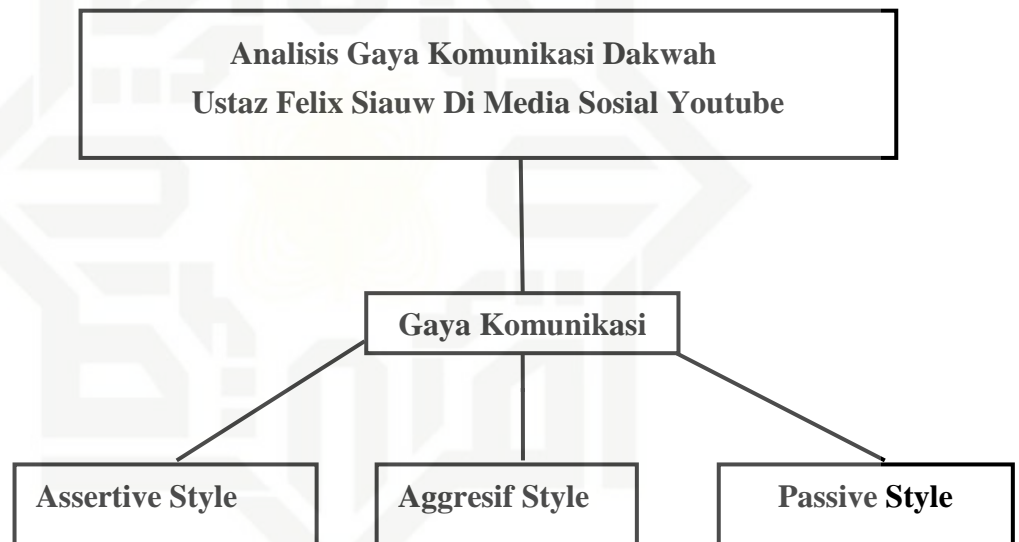 Analisis Gaya Komunikasi Dakwah
Ustaz Felix Siauw Di Media Sosial Youtube
Gaya Komunikasi
Assertive Style
Aggresif Style
Passive Style